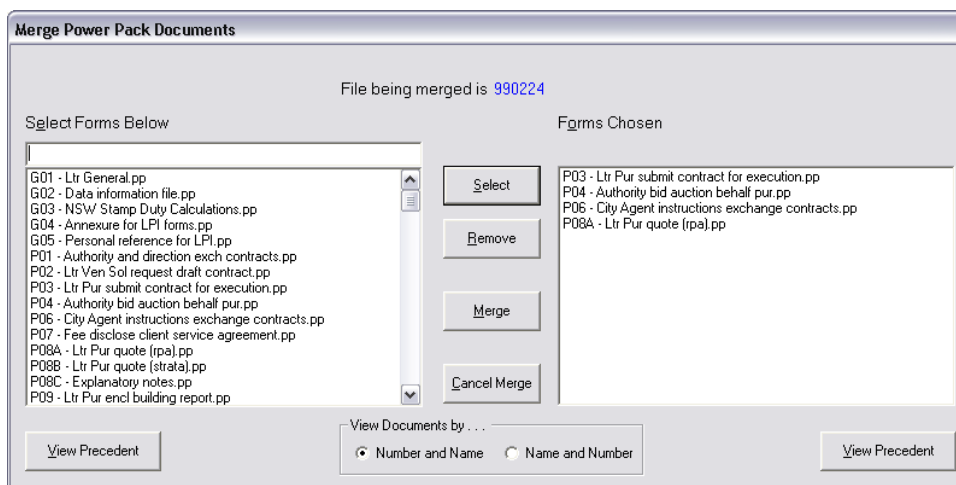 Merge Power Pack Documents
File being merged is 990224
Select Forms Below
Forms Chosen
G01 - Ltr General.pp
G02 - Data information file.pp
G03 - NSW Stamp Duty Calculations.pp
G04 - Annexure for LPI forms.pp
G05 - Personal reference for LPI.pp
P01 - Authority and direction exch contracts.pp
P02 - Ltr Ven Sol request draft contract.pp
P03 - Ltr Pur submit contract for execution.pp
P04 - Authority bid auction behalf pur.pp
P06 - City Agent instructions exchange contracts.pp
P07 - Fee disclose client service agreement.pp
P08A - Ltr Pur quote (rpa).pp
P08B - Ltr Pur quote (strata).pp
P08C - Explanatory notes.pp
P09 - Ltr Pur encl building report.pp
Select
Remove
Merge
Cancel Merge
P03 - Ltr Pur submit contract for execution.pp
P04 - Authority bid auction behalf pur.pp
P06 - City Agent instructions exchange contracts.pp
P08A - Ltr Pur quote (rpa).pp
View Precedent
View Documents by . . .
Number and Name
Name and Number
View Precedent